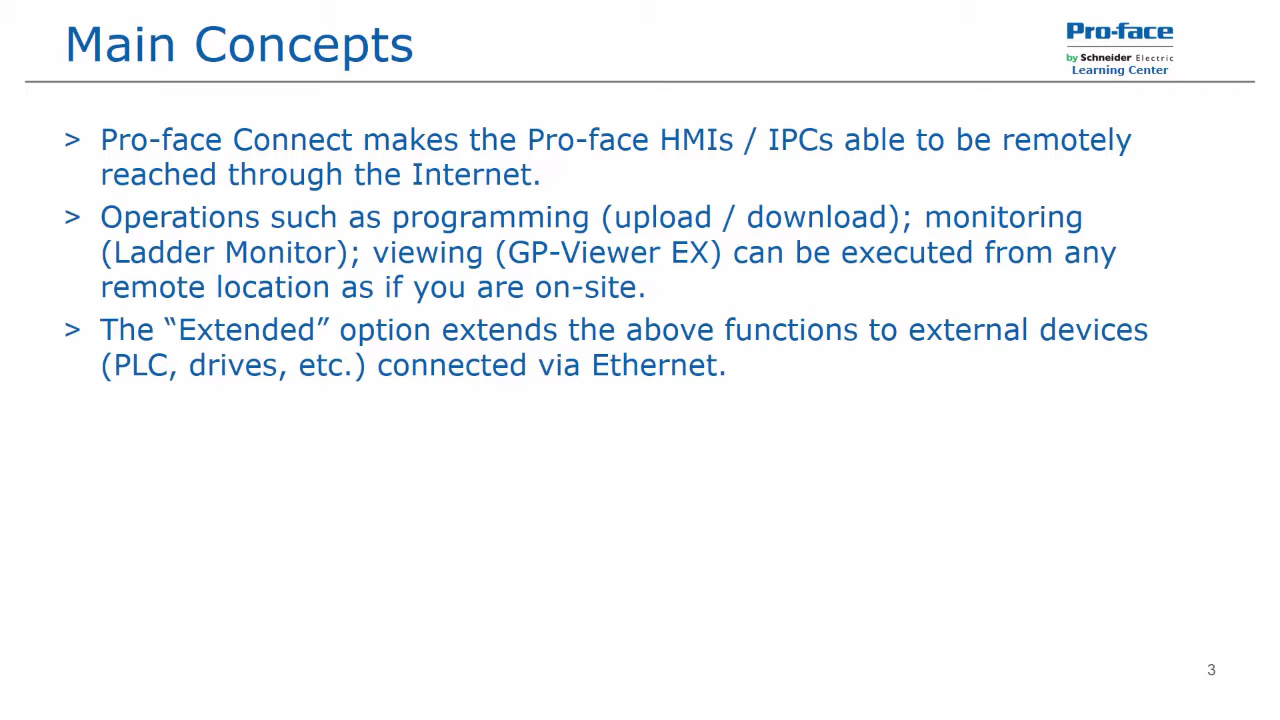 Main Concepts
Pro-face
by Schneider Electric
Learning Center
> Pro-face Connect makes the Pro-face HMIs / IPCs able to be remotely
reached through the Internet.
> Operations such as programming (upload / download); monitoring
(Ladder Monitor); viewing (GP-Viewer EX) can be executed from any
remote location as if you are on-site.
> The “Extended” option extends the above functions to external devices
(PLC, drives, etc.) connected via Ethernet.
3